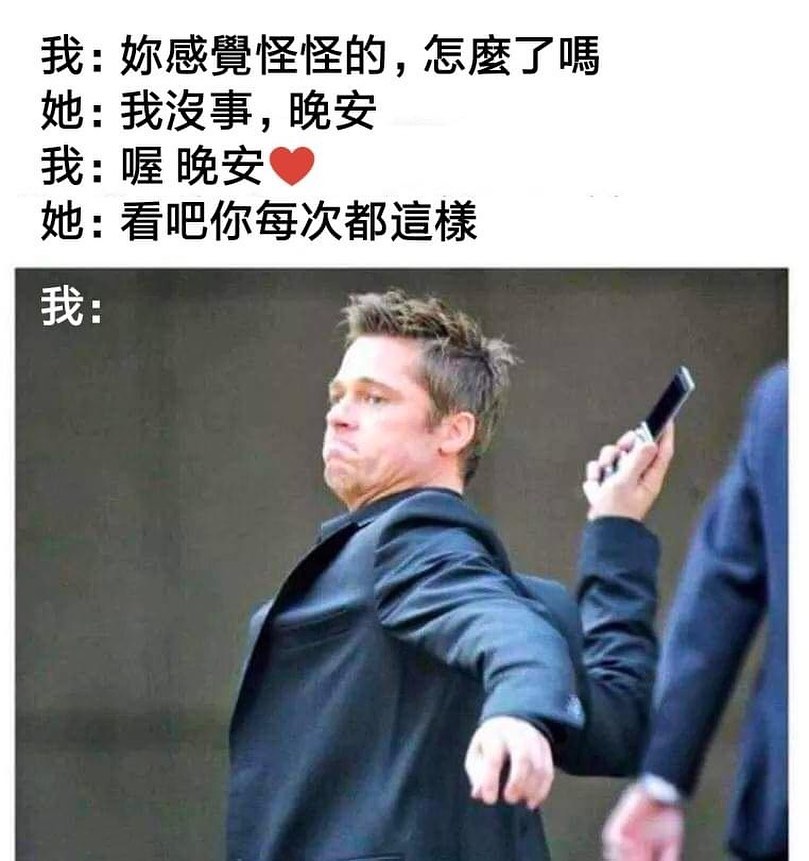 我: 妳感覺怪怪的, 怎麼了嗎
她: 我沒事, 晚安
我: 喔 晚安❤️
她: 看吧你每次都這樣
我: